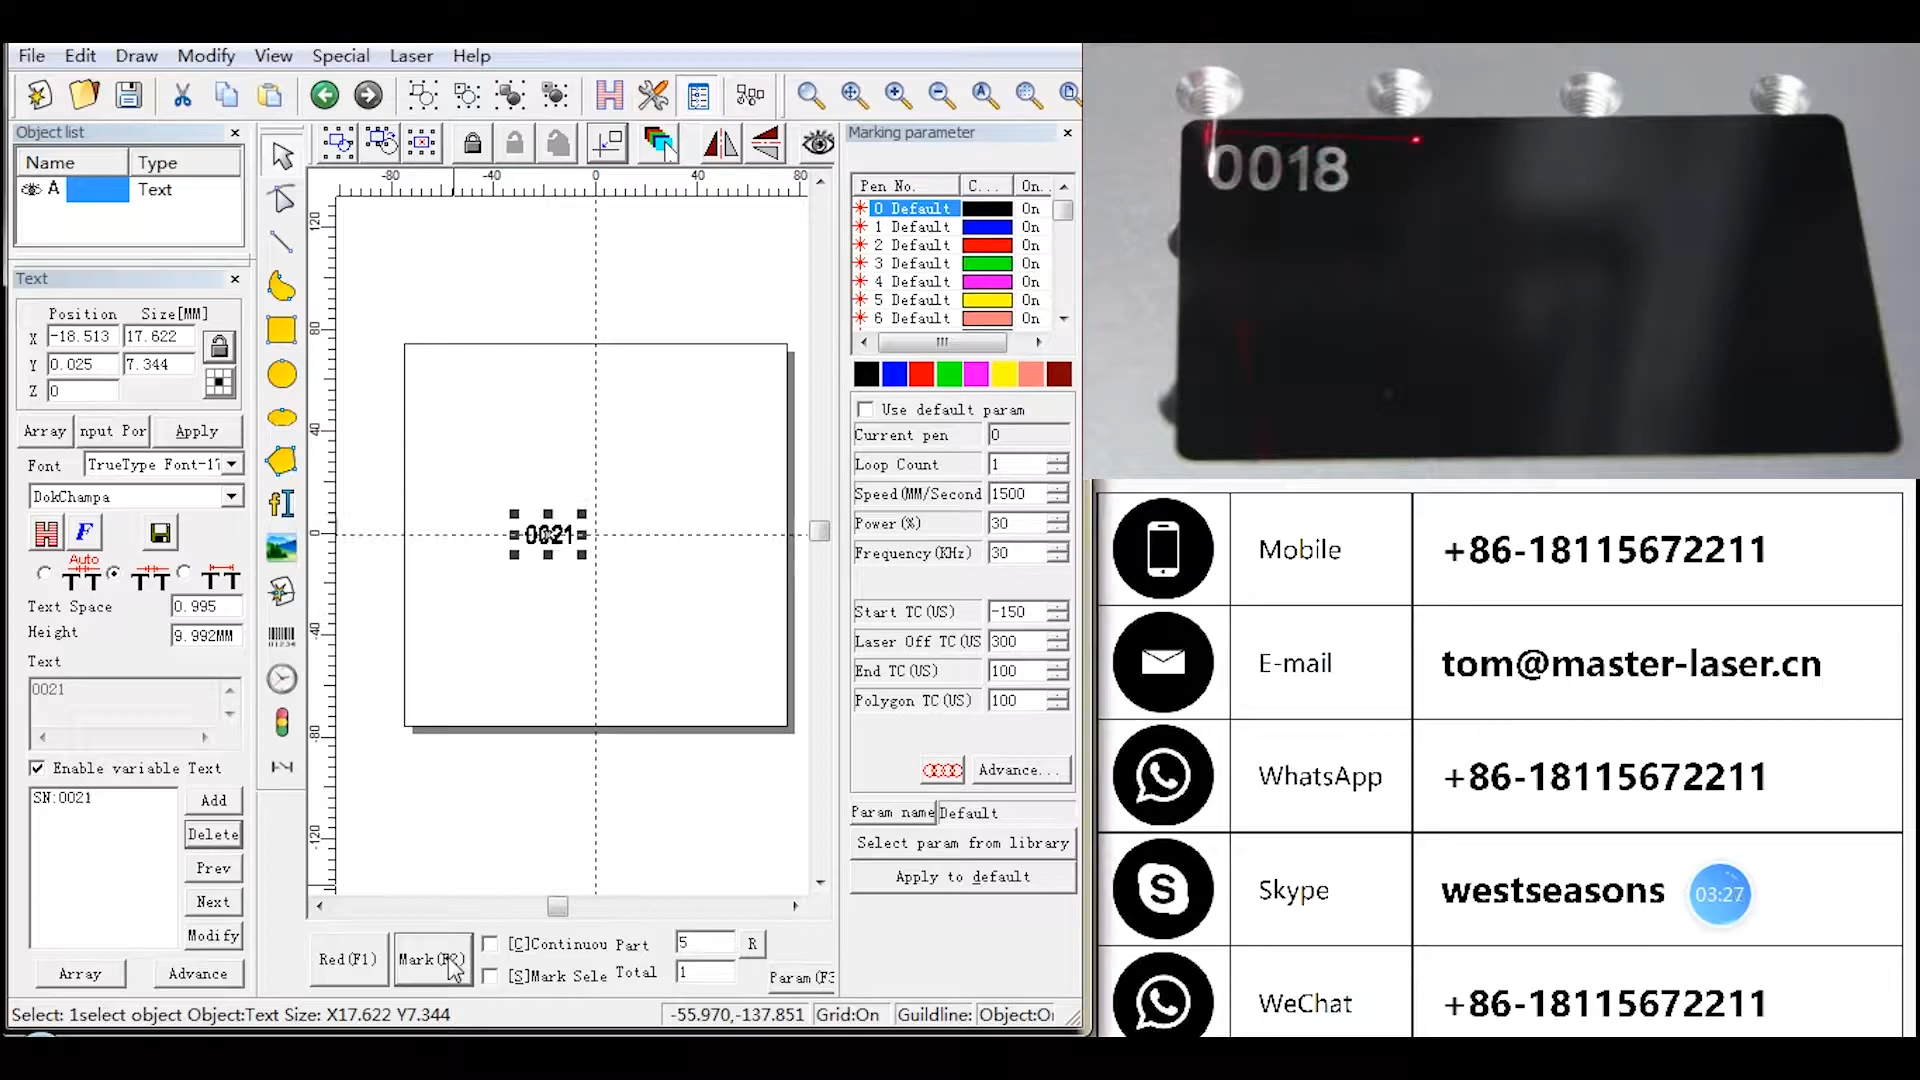 File Edit Draw Modify View Special Laser Help
Object list
Name Type
A Text
Text
Position Size[MM]
X -18.513 17.622
Y 0.025 7.344
Z 0
Array nput Por Apply
Font TrueType Font-1
DokChampa
F
Auto
TT TT TT
Text Space 0.995
Height 9.992MM
Text
0021
Enable variable Text
SN:0021
Add
Delete
Prev
Next
Modify
Array Advance
-80 -40 0 40 80
120
80
40
0
-40
-80
-120
0021
Red(F1) Mark(F2) [C]Continuou Part 5 R
[S]Mark Sele Total 1 Param(F3
Select: 1select object Object:Text Size: X17.622 Y7.344 -55.970,-137.851 Grid:On Guildline: Object:O
Marking parameter
Pen No. C... On.
0 Default On
1 Default On
2 Default On
3 Default On
4 Default On
5 Default On
6 Default On
Use default param
Current pen 0
Loop Count 1
Speed(MM/Second 1500
Power(%) 30
Frequency(KHz) 30
Start TC(US) -150
Laser Off TC(US 300
End TC(US) 100
Polygon TC(US) 100
Advance...
Param name Default
Select param from library
Apply to default
0018
Mobile +86-18115672211
E-mail tom@master-laser.cn
WhatsApp +86-18115672211
Skype westseasons
03:27
WeChat +86-18115672211